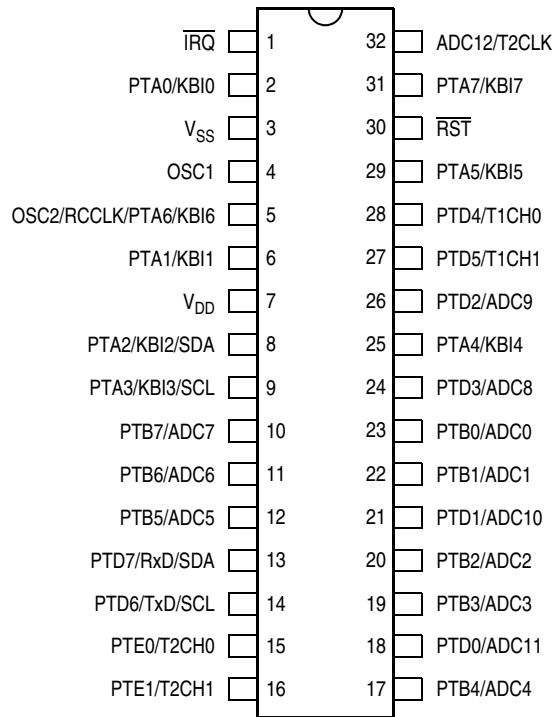 I̅R̅Q̅ 1 32 ADC12/T2CLK
PTA0/KBI0 2 31 PTA7/KBI7
VSS 3 30 R̅S̅T̅
OSC1 4 29 PTA5/KBI5
OSC2/RCCLK/PTA6/KBI6 5 28 PTD4/T1CH0
PTA1/KBI1 6 27 PTD5/T1CH1
VDD 7 26 PTD2/ADC9
PTA2/KBI2/SDA 8 25 PTA4/KBI4
PTA3/KBI3/SCL 9 24 PTD3/ADC8
PTB7/ADC7 10 23 PTB0/ADC0
PTB6/ADC6 11 22 PTB1/ADC1
PTB5/ADC5 12 21 PTD1/ADC10
PTD7/RxD/SDA 13 20 PTB2/ADC2
PTD6/TxD/SCL 14 19 PTB3/ADC3
PTE0/T2CH0 15 18 PTD0/ADC11
PTE1/T2CH1 16 17 PTB4/ADC4